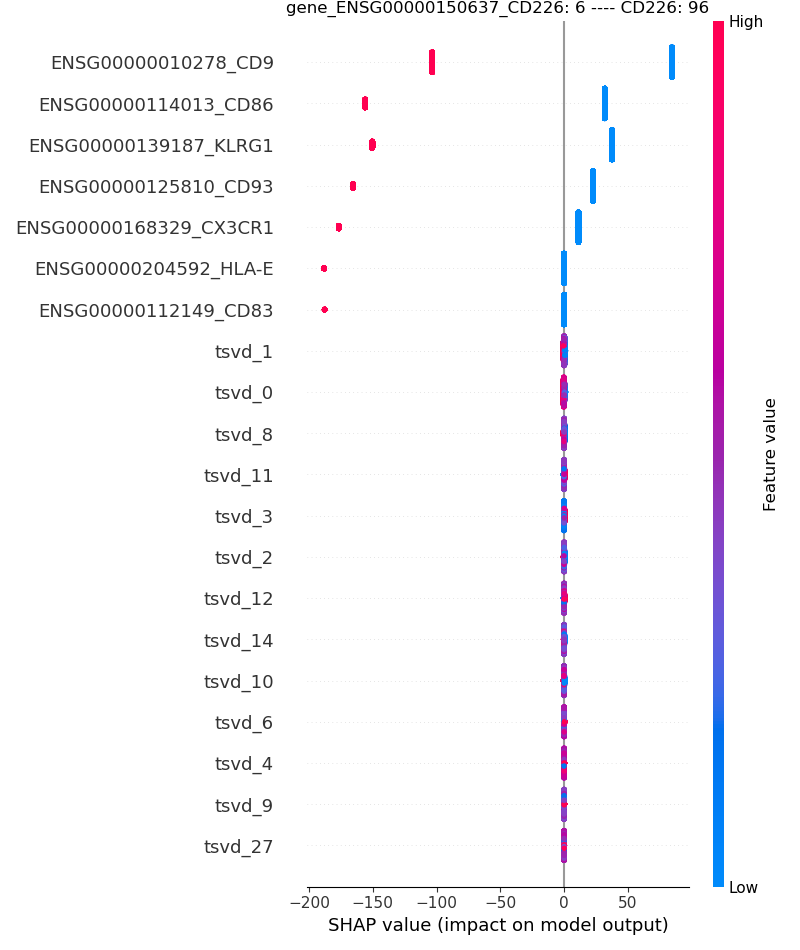 gene_ENSG00000150637_CD226: 6 ---- CD226: 96
High
ENSG00000010278_CD9
ENSG00000114013_CD86
ENSG00000139187_KLRG1
ENSG00000125810_CD93
ENSG00000168329_CX3CR1
ENSG00000204592_HLA-E
ENSG00000112149_CD83
tsvd_1
tsvd_0
tsvd_8
tsvd_11
tsvd_3
tsvd_2
tsvd_12
tsvd_14
tsvd_10
tsvd_6
tsvd_4
tsvd_9
tsvd_27
Feature value
Low
−200 −150 −100 −50 0 50
SHAP value (impact on model output)